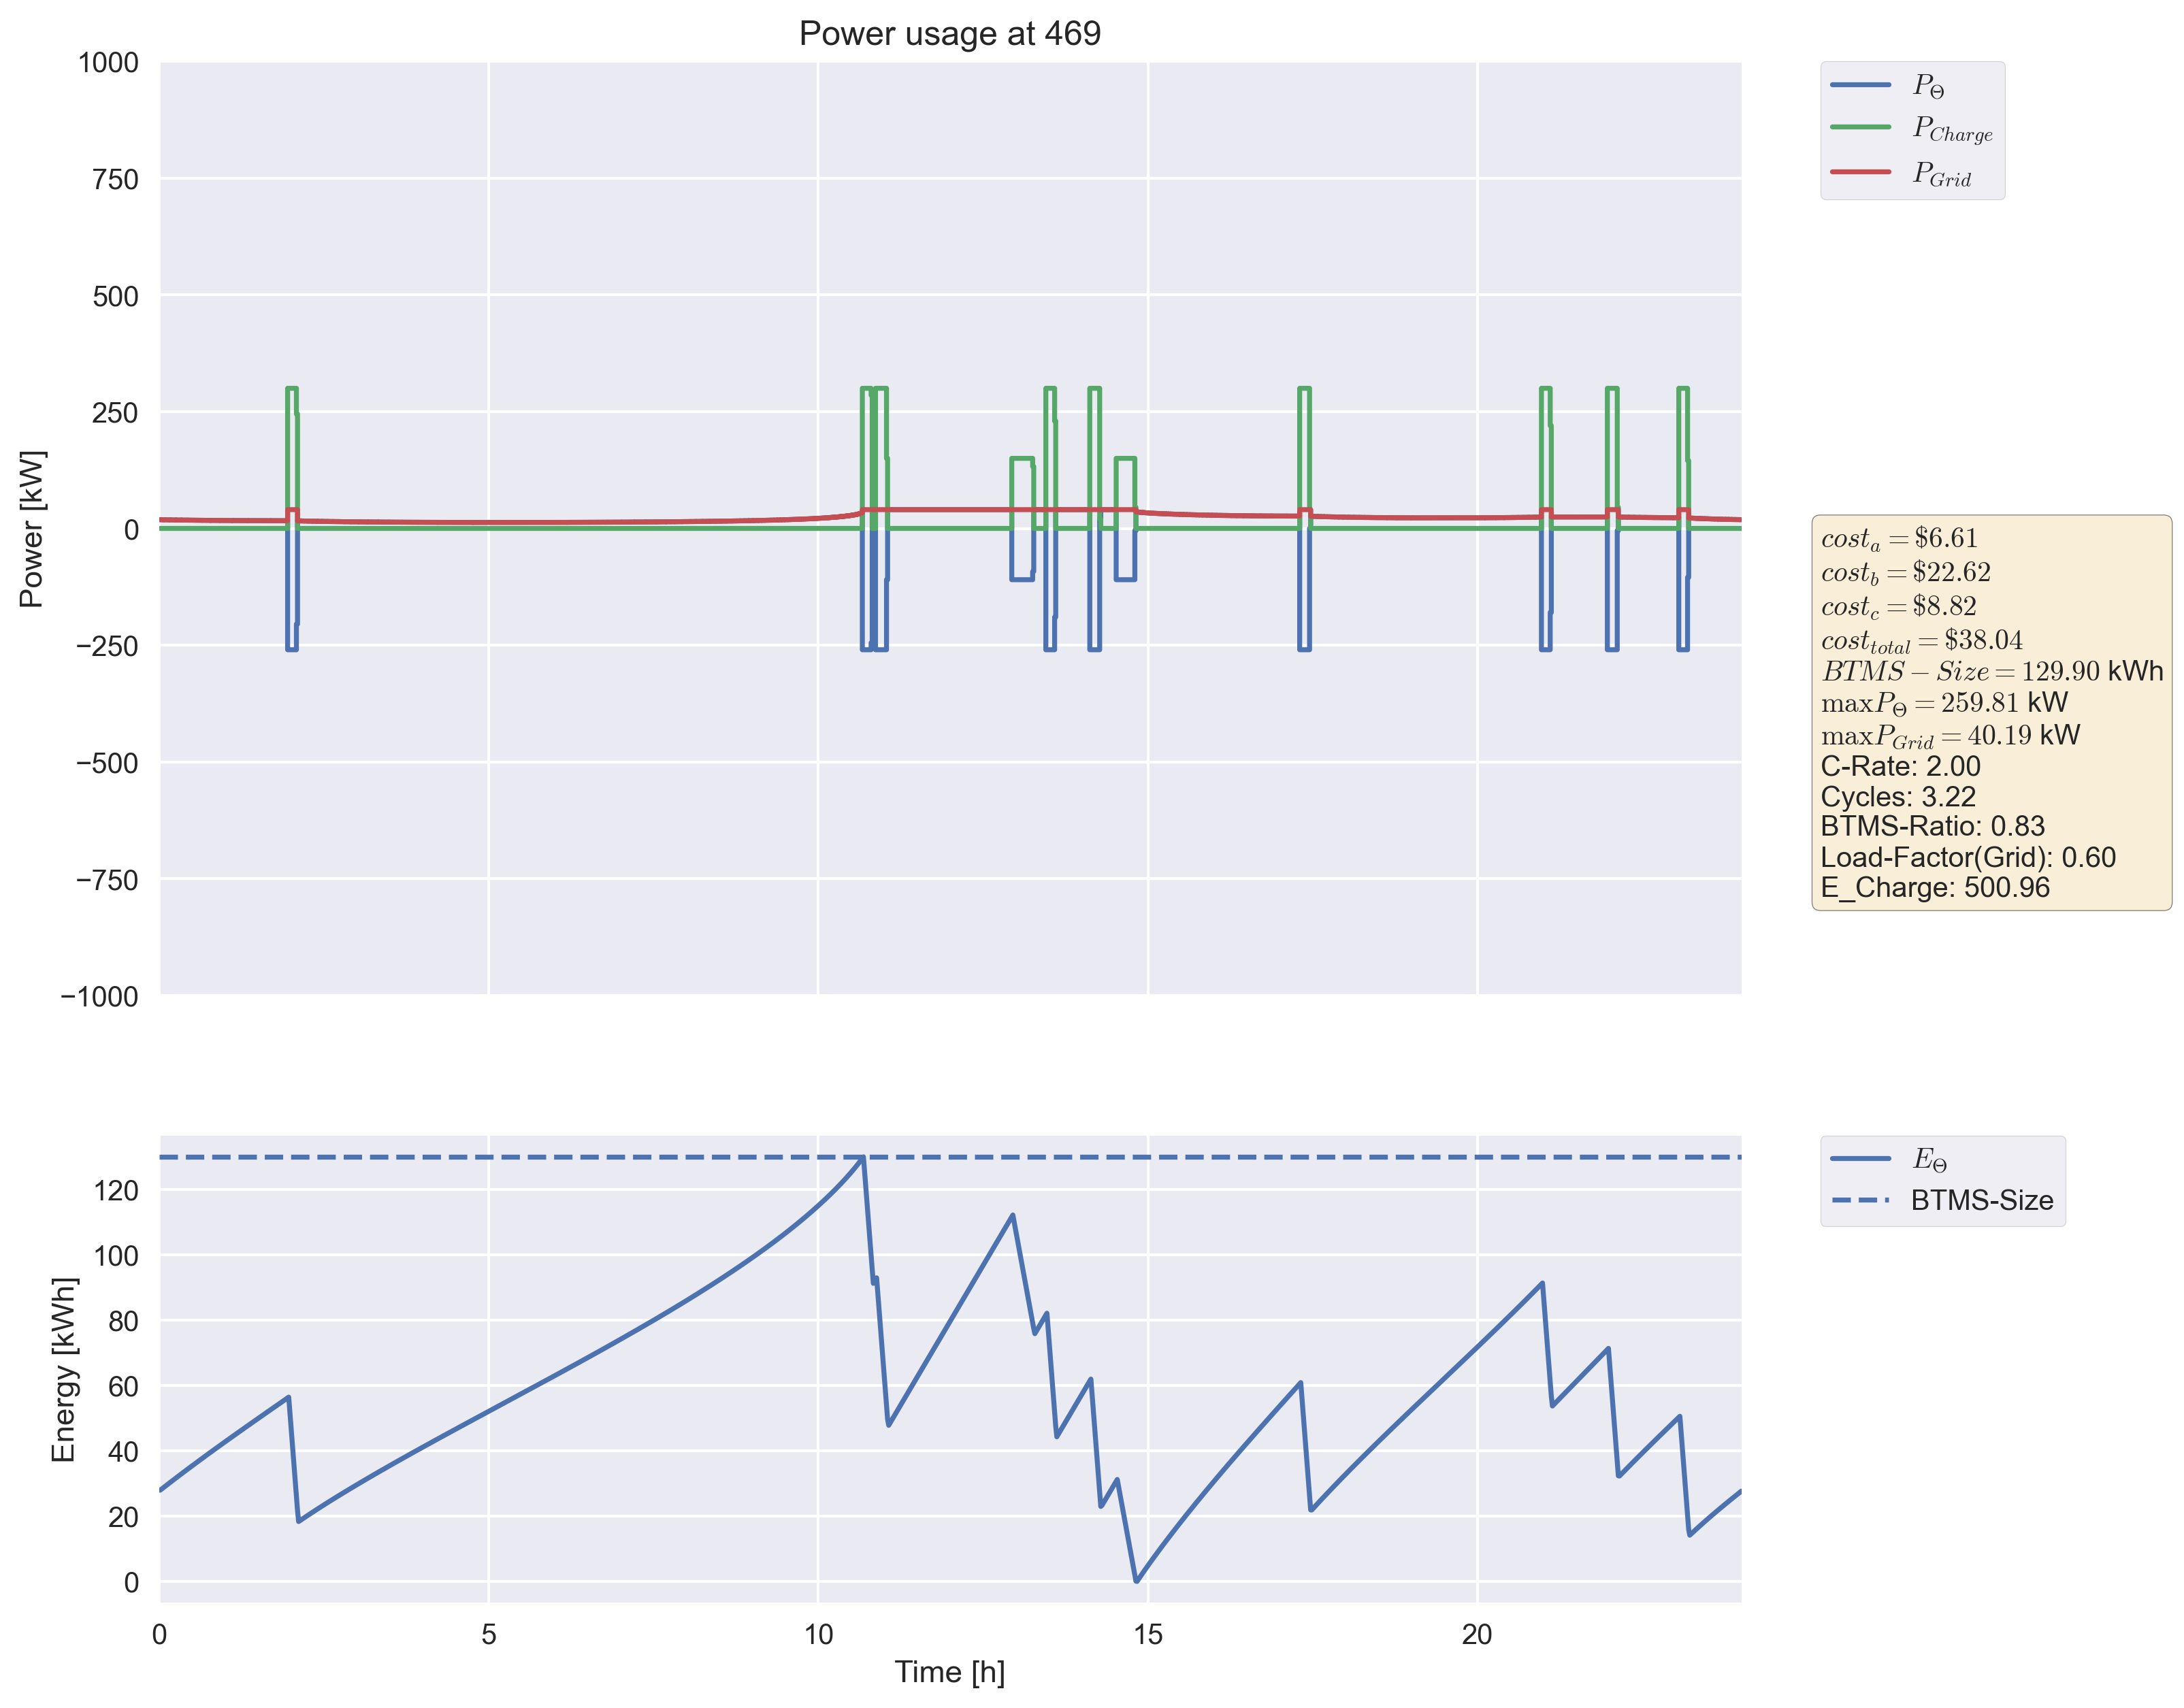 Power usage at 469
1000
750
500
250
0
−250
−500
−750
−1000
Power [kW]
P_Θ
P_Charge
P_Grid
cost_a = $6.61
cost_b = $22.62
cost_c = $8.82
cost_total = $38.04
BTMS − Size = 129.90 kWh
maxP_Θ = 259.81 kW
maxP_Grid = 40.19 kW
C-Rate: 2.00
Cycles: 3.22
BTMS-Ratio: 0.83
Load-Factor(Grid): 0.60
E_Charge: 500.96
120
100
80
60
40
20
0
Energy [kWh]
0 5 10 15 20
Time [h]
E_Θ
BTMS-Size